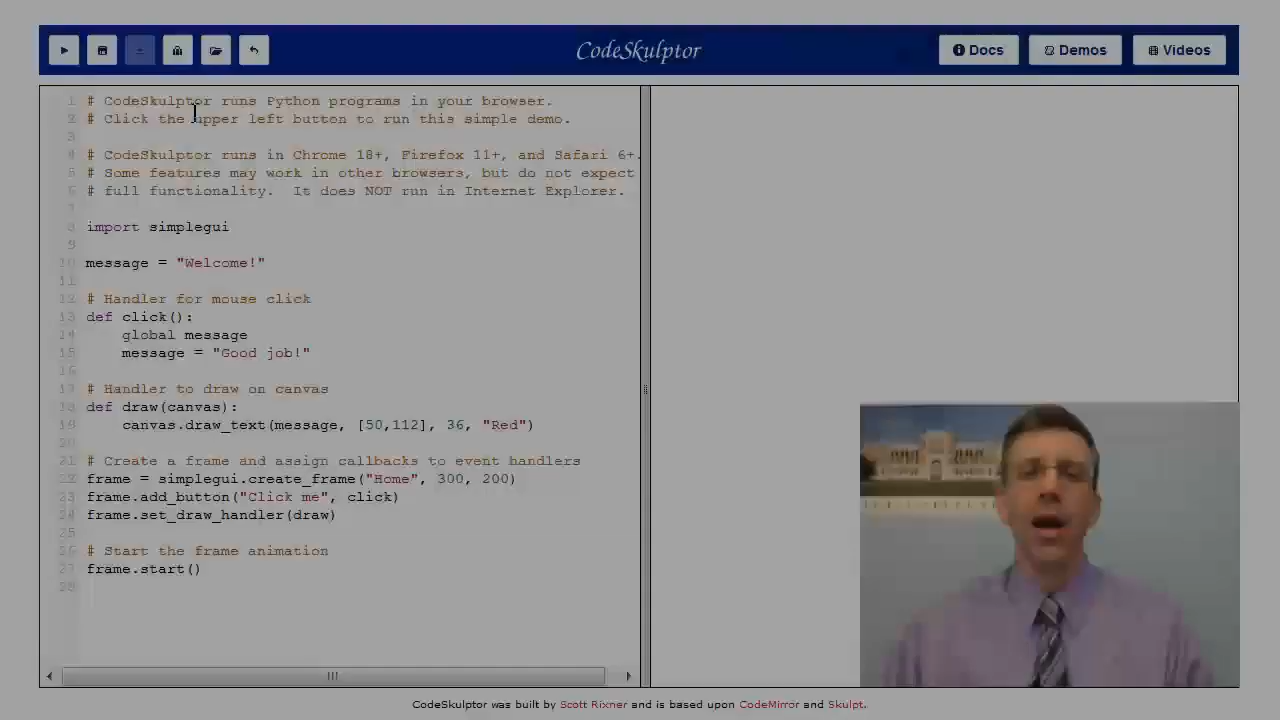 CodeSkulptor
Docs
Demos
Videos
1 # CodeSkulptor runs Python programs in your browser.
2 # Click the upper left button to run this simple demo.
3
4 # CodeSkulptor runs in Chrome 18+, Firefox 11+, and Safari 6+.
5 # Some features may work in other browsers, but do not expect
6 # full functionality.  It does NOT run in Internet Explorer.
7
8 import simplegui
9
10 message = "Welcome!"
11
12 # Handler for mouse click
13 def click():
14     global message
15     message = "Good job!"
16
17 # Handler to draw on canvas
18 def draw(canvas):
19     canvas.draw_text(message, [50,112], 36, "Red")
20
21 # Create a frame and assign callbacks to event handlers
22 frame = simplegui.create_frame("Home", 300, 200)
23 frame.add_button("Click me", click)
24 frame.set_draw_handler(draw)
25
26 # Start the frame animation
27 frame.start()
28
CodeSkulptor was built by Scott Rixner and is based upon CodeMirror and Skulpt.